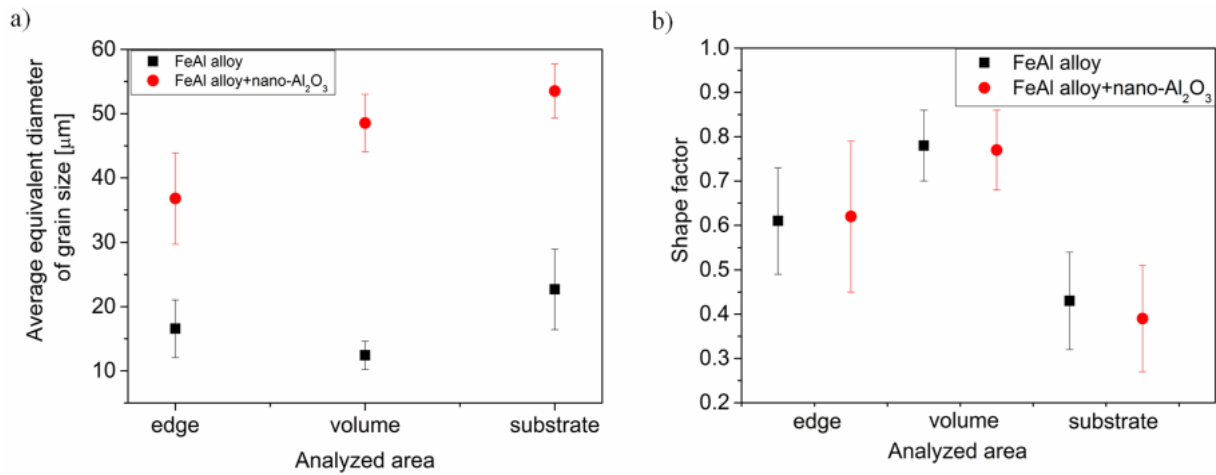 a)
FeAl alloy
FeAl alloy+nano-Al₂O₃
60
50
40
30
20
10
Average equivalent diameter
of grain size [μm]
edge
volume
substrate
Analyzed area
b)
FeAl alloy
FeAl alloy+nano-Al₂O₃
1.0
0.9
0.8
0.7
0.6
0.5
0.4
0.3
0.2
Shape factor
edge
volume
substrate
Analyzed area